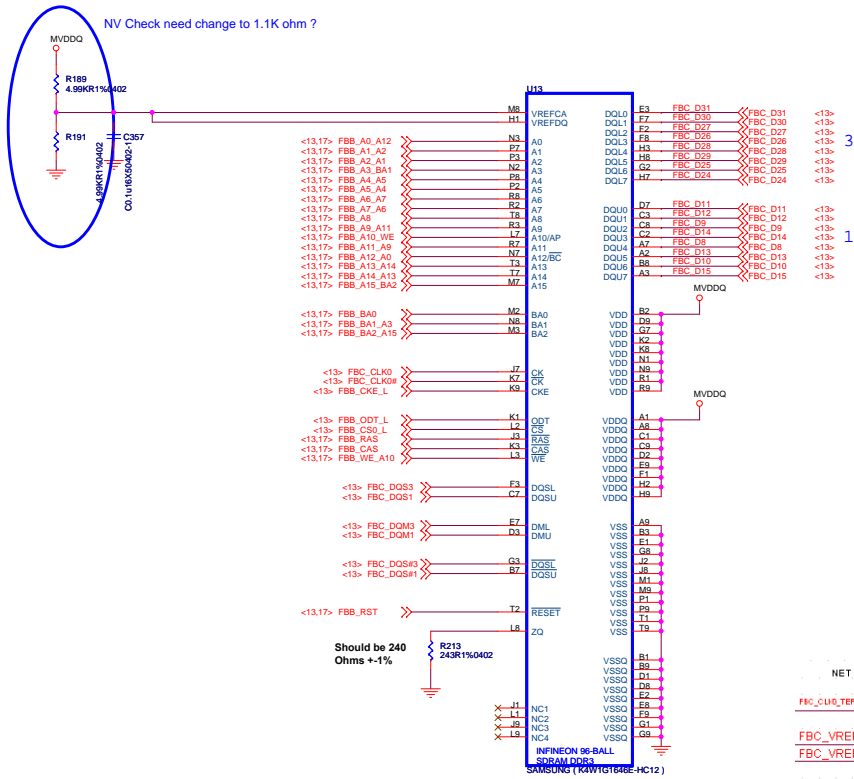 NV Check need change to 1.1K ohm ?
MVDDQ
R189
4.99KR1%0402
R191
4.99KR1%0402
C357
C0.1u16X50402-1
U13
M8 VREFCA
H1 VREFDQ
<13,17> FBB_A0_A12 N3 A0
<13,17> FBB_A1_A2 P7 A1
<13,17> FBB_A2_A1 P3 A2
<13,17> FBB_A3_BA1 N2 A3
<13,17> FBB_A4_A5 P8 A4
<13,17> FBB_A5_A4 P2 A5
<13,17> FBB_A6_A7 R8 A6
<13,17> FBB_A7_A6 R2 A7
<13,17> FBB_A8 T8 A8
<13,17> FBB_A9_A11 R3 A9
<13,17> FBB_A10_WE L7 A10/AP
<13,17> FBB_A11_A9 R7 A11
<13,17> FBB_A12_A0 N7 A12/BC
<13,17> FBB_A13_A14 T3 A13
<13,17> FBB_A14_A13 T7 A14
<13,17> FBB_A15_BA2 M7 A15
<13,17> FBB_BA0 M2 BA0
<13,17> FBB_BA1_A3 N8 BA1
<13,17> FBB_BA2_A15 M3 BA2
<13> FBC_CLK0 J7 CK
<13> FBC_CLK0# K7 CK
<13> FBB_CKE_L K9 CKE
<13> FBB_ODT_L K1 ODT
<13> FBB_CS0_L L2 CS
<13,17> FBB_RAS J3 RAS
<13,17> FBB_CAS K3 CAS
<13,17> FBB_WE_A10 L3 WE
<13> FBC_DQS3 F3 DQSL
<13> FBC_DQS1 C7 DQSU
<13> FBC_DQM3 E7 DML
<13> FBC_DQM1 D3 DMU
<13> FBC_DQS#3 G3 DQSL
<13> FBC_DQS#1 B7 DQSU
<13,17> FBB_RST T2 RESET
L8 ZQ
Should be 240
Ohms +-1%
R213
243R1%0402
J1 NC1
L1 NC2
J9 NC3
L9 NC4
DQL0 E3 FBC_D31 FBC_D31 <13>
DQL1 F7 FBC_D30 FBC_D30 <13>
DQL2 F2 FBC_D27 FBC_D27 <13>
DQL3 F8 FBC_D26 FBC_D26 <13>
DQL4 H3 FBC_D28 FBC_D28 <13>
DQL5 H8 FBC_D29 FBC_D29 <13>
DQL6 G2 FBC_D25 FBC_D25 <13>
DQL7 H7 FBC_D24 FBC_D24 <13>
3
DQU0 D7 FBC_D11 FBC_D11 <13>
DQU1 C3 FBC_D12 FBC_D12 <13>
DQU2 C8 FBC_D9 FBC_D9 <13>
DQU3 C2 FBC_D14 FBC_D14 <13>
DQU4 A7 FBC_D8 FBC_D8 <13>
DQU5 A2 FBC_D13 FBC_D13 <13>
DQU6 B8 FBC_D10 FBC_D10 <13>
DQU7 A3 FBC_D15 FBC_D15 <13>
1
MVDDQ
VDD B2
VDD D9
VDD G7
VDD K2
VDD K8
VDD N1
VDD N9
VDD R1
VDD R9
MVDDQ
VDDQ A1
VDDQ A8
VDDQ C1
VDDQ C9
VDDQ D2
VDDQ E9
VDDQ F1
VDDQ H2
VDDQ H9
VSS A9
VSS B3
VSS E1
VSS G8
VSS J2
VSS J8
VSS M1
VSS M9
VSS P1
VSS P9
VSS T1
VSS T9
VSSQ B1
VSSQ B9
VSSQ D1
VSSQ D8
VSSQ E2
VSSQ E8
VSSQ F9
VSSQ G1
VSSQ G9
INFINEON 96-BALL
SDRAM DDR3
SAMSUNG ( K4W1G1646E-HC12 )
NET
FBC_VREF
FBC_VREF